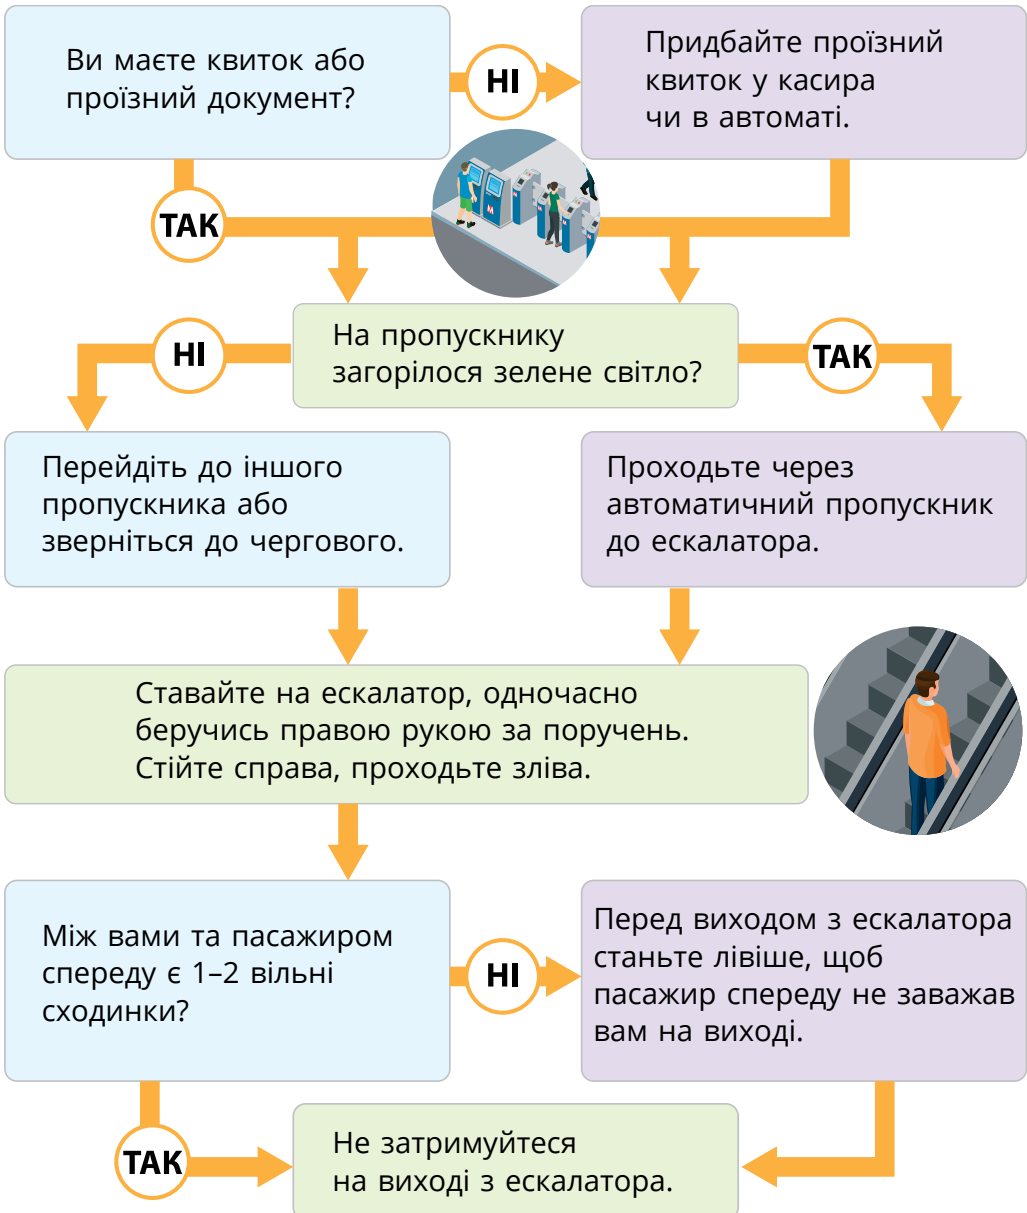 Ви маєте квиток або
проїзний документ?
НІ
Придбайте проїзний
квиток у касира
чи в автоматі.
ТАК
На пропускнику
загорілося зелене світло?
НІ
ТАК
Перейдіть до іншого
пропускника або
зверніться до чергового.
Проходьте через
автоматичний пропускник
до ескалатора.
Ставайте на ескалатор, одночасно
беручись правою рукою за поручень.
Стійте справа, проходьте зліва.
Між вами та пасажиром
спереду є 1–2 вільні
сходинки?
НІ
Перед виходом з ескалатора
станьте лівіше, щоб
пасажир спереду не заважав
вам на виході.
ТАК
Не затримуйтеся
на виході з ескалатора.